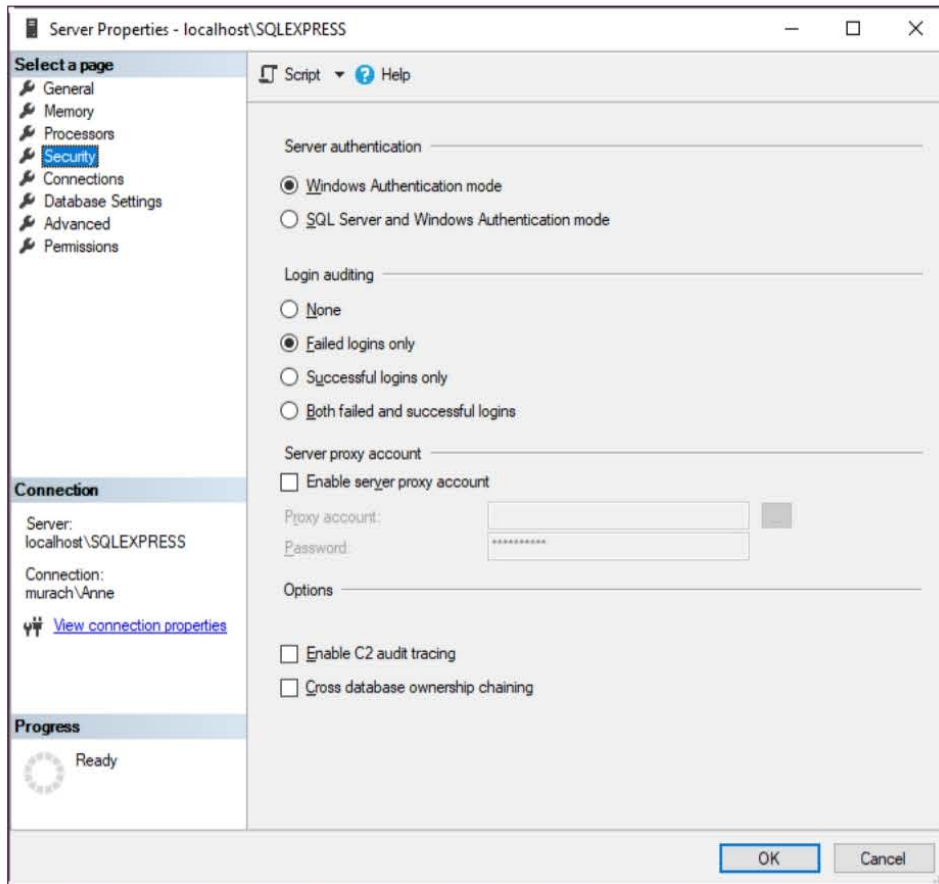 Server Properties - localhost\SQLEXPRESS
Select a page
General
Memory
Processors
Security
Connections
Database Settings
Advanced
Permissions
Connection
Server:
localhost\SQLEXPRESS
Connection:
murach\Anne
View connection properties
Progress
Ready
Script Help
Server authentication
Windows Authentication mode
SQL Server and Windows Authentication mode
Login auditing
None
Failed logins only
Successful logins only
Both failed and successful logins
Server proxy account
Enable server proxy account
Proxy account: ...
Password: **********
Options
Enable C2 audit tracing
Cross database ownership chaining
OK Cancel